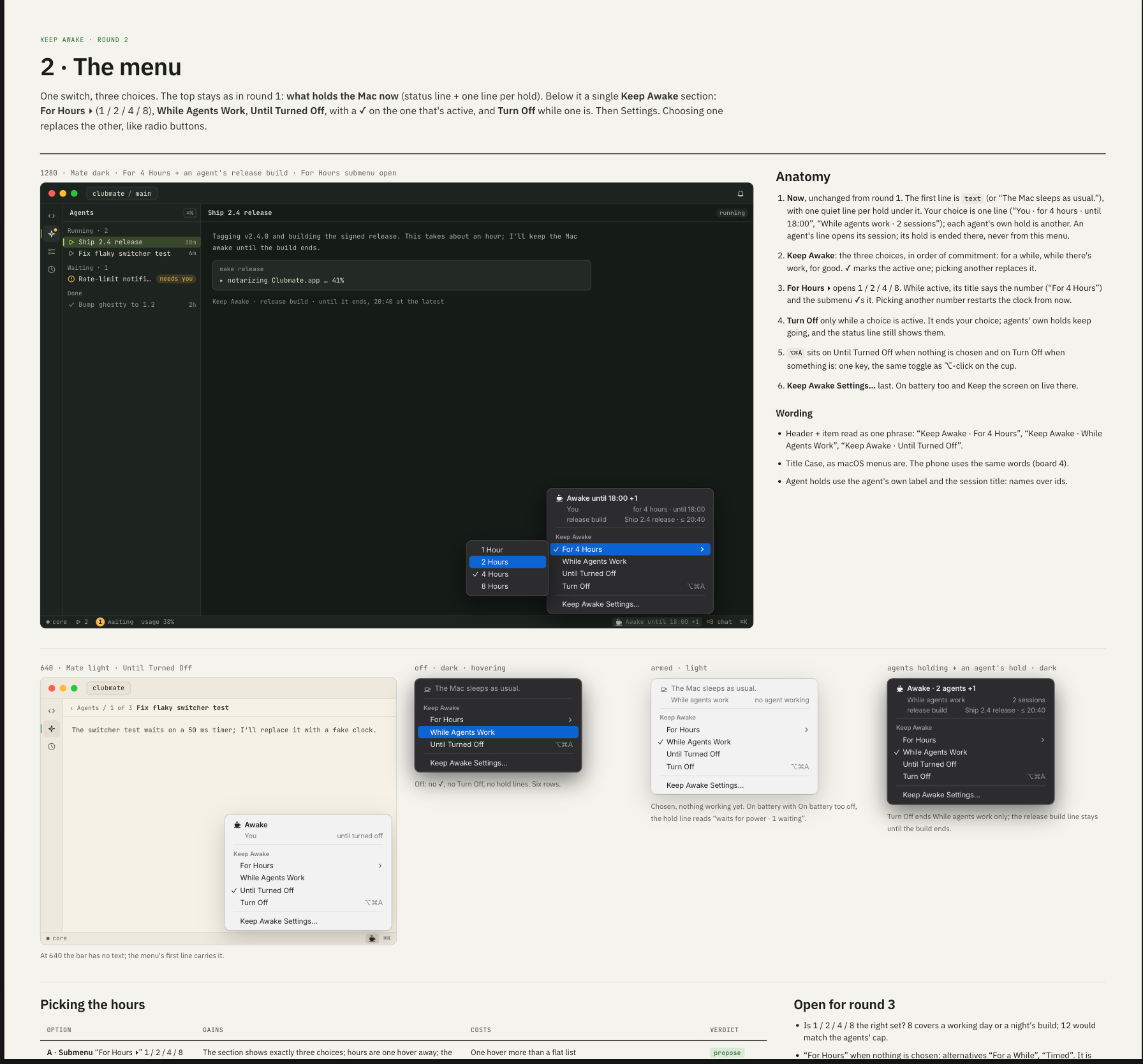 KEEP AWAKE · ROUND 2
2 · The menu
One switch, three choices. The top stays as in round 1: what holds the Mac now (status line + one line per hold). Below it a single Keep Awake section:
For Hours ▸ (1 / 2 / 4 / 8), While Agents Work, Until Turned Off, with a ✓ on the one that's active, and Turn Off while one is. Then Settings. Choosing one
replaces the other, like radio buttons.
1280 · Mate dark · For 4 Hours + an agent's release build · For Hours submenu open
clubmate / main
Agents
⌘N
Running · 2
Ship 2.4 release
Fix flaky switcher test 6m
Waiting · 1
Rate-limit notifi… needs you
Done
✓ Bump ghostty to 1.2 2h
Ship 2.4 release
running
Tagging v2.4.0 and building the signed release. This takes about an hour; I'll keep the Mac
awake until the build ends.
make release
▸ notarizing Clubmate.app … 41%
Keep Awake · release build · until it ends, 20:40 at the latest
Awake until 18:00 +1
You for 4 hours · until 18:00
release build Ship 2.4 release · ≤ 20:40
Keep Awake
✓ For 4 Hours ›
While Agents Work
Until Turned Off
Turn Off ⌥⌘A
Keep Awake Settings…
1 Hour
2 Hours
✓ 4 Hours
8 Hours
core ▷ 2 1 waiting usage 38%
Awake until 18:00 +1 chat ⌘K
Anatomy
1. Now, unchanged from round 1. The first line is text (or “The Mac sleeps as usual.”),
with one quiet line per hold under it. Your choice is one line (“You · for 4 hours · until
18:00”, “While agents work · 2 sessions”); each agent's own hold is another. An
agent's line opens its session; its hold is ended there, never from this menu.
2. Keep Awake: the three choices, in order of commitment: for a while, while there's
work, for good. ✓ marks the active one; picking another replaces it.
3. For Hours ▸ opens 1 / 2 / 4 / 8. While active, its title says the number (“For 4 Hours”)
and the submenu ✓s it. Picking another number restarts the clock from now.
4. Turn Off only while a choice is active. It ends your choice; agents' own holds keep
going, and the status line still shows them.
5. ⌥⌘A sits on Until Turned Off when nothing is chosen and on Turn Off when
something is: one key, the same toggle as ⌥-click on the cup.
6. Keep Awake Settings… last. On battery too and Keep the screen on live there.
Wording
• Header + item read as one phrase: “Keep Awake · For 4 Hours”, “Keep Awake · While
Agents Work”, “Keep Awake · Until Turned Off”.
• Title Case, as macOS menus are. The phone uses the same words (board 4).
• Agent holds use the agent's own label and the session title: names over ids.
640 · Mate light · Until Turned Off
clubmate
‹ Agents / 1 of 3 Fix flaky switcher test
The switcher test waits on a 50 ms timer; I'll replace it with a fake clock.
Awake
You until turned off
Keep Awake
For Hours ›
While Agents Work
✓ Until Turned Off
Turn Off ⌥⌘A
Keep Awake Settings…
core
⌘K
At 640 the bar has no text; the menu's first line carries it.
off · dark · hovering
The Mac sleeps as usual.
Keep Awake
For Hours ›
While Agents Work
Until Turned Off ⌥⌘A
Keep Awake Settings…
Off: no ✓, no Turn Off, no hold lines. Six rows.
armed · light
The Mac sleeps as usual.
While agents work no agent working
Keep Awake
For Hours ›
✓ While Agents Work
Until Turned Off
Turn Off ⌥⌘A
Keep Awake Settings…
Chosen, nothing working yet. On battery with On battery too off,
the hold line reads “waits for power · 1 waiting”.
agents holding + an agent's hold · dark
Awake · 2 agents +1
While agents work 2 sessions
release build Ship 2.4 release · ≤ 20:40
Keep Awake
For Hours ›
✓ While Agents Work
Until Turned Off
Turn Off ⌥⌘A
Keep Awake Settings…
Turn Off ends While agents work only; the release build line stays
until the build ends.
Picking the hours
OPTION GAINS COSTS VERDICT
A · Submenu “For Hours ▸” 1 / 2 / 4 / 8 The section shows exactly three choices; hours are one hover away; the One hover more than a flat list propose
Open for round 3
• Is 1 / 2 / 4 / 8 the right set? 8 covers a working day or a night's build; 12 would
match the agents' cap.
• “For Hours” when nothing is chosen; alternatives “For a While”, “Timed”. It is